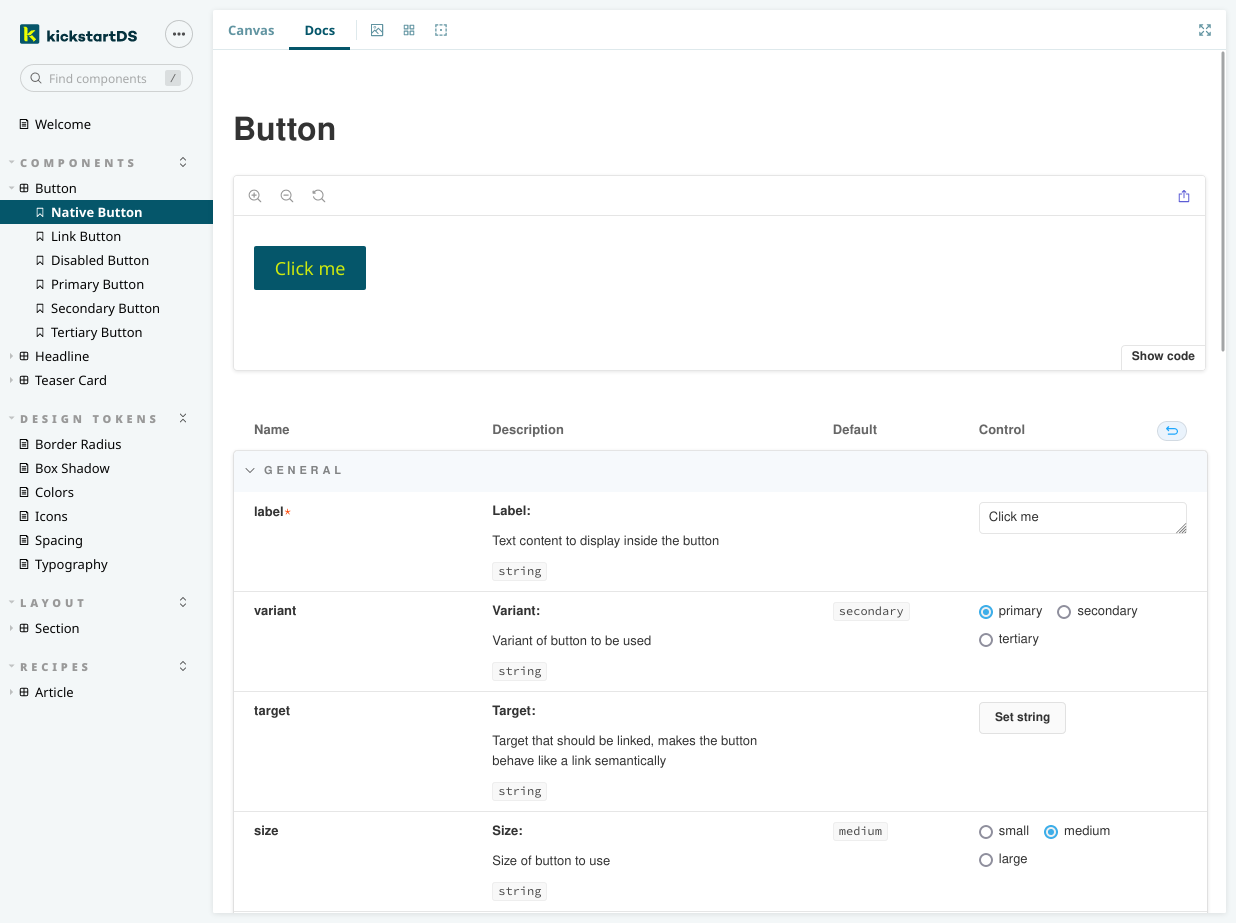 kickstartDS
Find components /
Welcome
COMPONENTS
Button
Native Button
Link Button
Disabled Button
Primary Button
Secondary Button
Tertiary Button
Headline
Teaser Card
DESIGN TOKENS
Border Radius
Box Shadow
Colors
Icons
Spacing
Typography
LAYOUT
Section
RECIPES
Article
Canvas Docs
Button
Click me
Show code
Name Description Default Control
GENERAL
label* Label: Click me
Text content to display inside the button
string
variant Variant: secondary primary secondary
Variant of button to be used tertiary
string
target Target: Set string
Target that should be linked, makes the button
behave like a link semantically
string
size Size: medium small medium
Size of button to use large
string